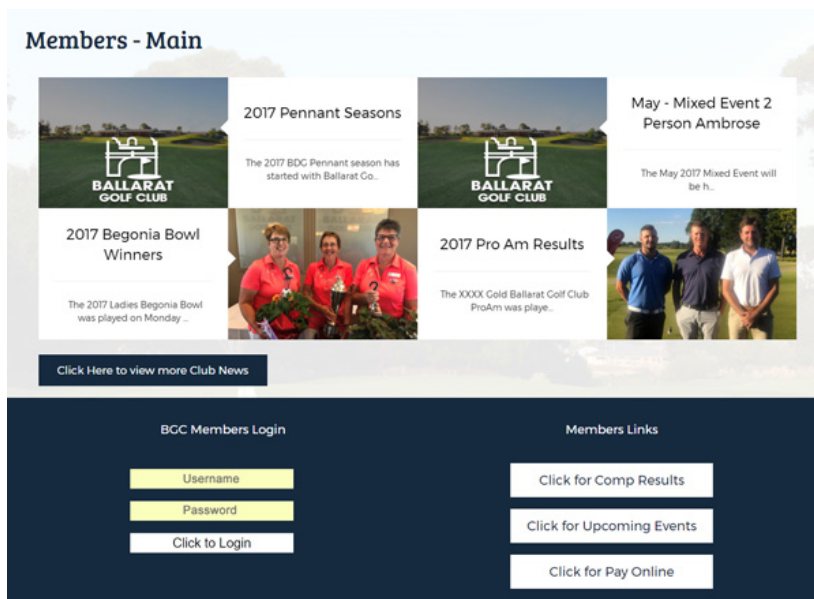 Members - Main
BALLARAT
GOLF CLUB
2017 Pennant Seasons
The 2017 BDG Pennant season has
started with Ballarat Go...
BALLARAT
GOLF CLUB
May - Mixed Event 2
Person Ambrose
The May 2017 Mixed Event will
be h...
2017 Begonia Bowl
Winners
The 2017 Ladies Begonia Bowl
was played on Monday ...
2017 Pro Am Results
The XXXX Gold Ballarat Golf Club
ProAm was playe...
Click Here to view more Club News
BGC Members Login
Username
Password
Click to Login
Members Links
Click for Comp Results
Click for Upcoming Events
Click for Pay Online